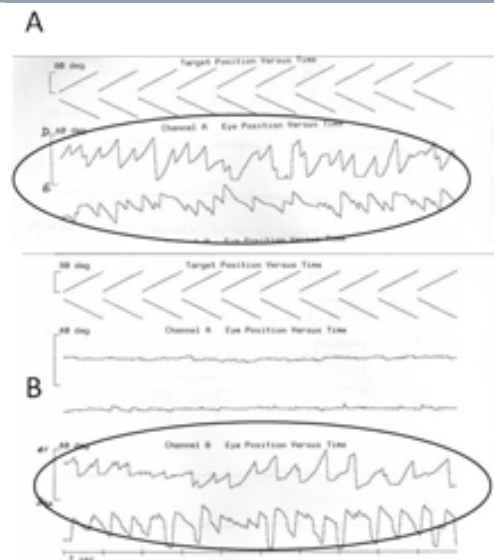 A
80 deg
Target Position Versus Time
40 deg
Channel A Eye Position Versus Time
80 deg
Target Position Versus Time
40 deg
Channel A Eye Position Versus Time
B
40 deg
Channel B Eye Position Versus Time